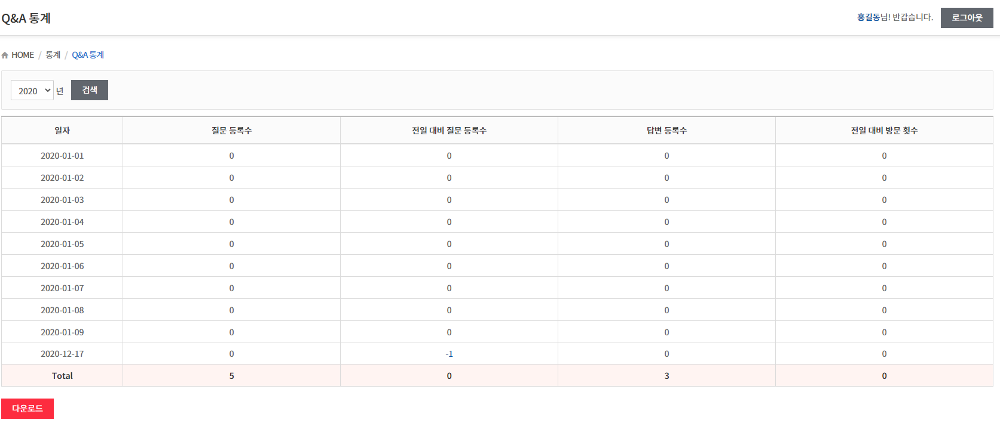 Q&A 통계
홍길동님! 반갑습니다. 로그아웃
HOME / 통계 / Q&A 통계
2020 년 검색
일자 질문 등록수 전일 대비 질문 등록수 답변 등록수 전일 대비 방문 횟수
2020-01-01 0 0 0 0
2020-01-02 0 0 0 0
2020-01-03 0 0 0 0
2020-01-04 0 0 0 0
2020-01-05 0 0 0 0
2020-01-06 0 0 0 0
2020-01-07 0 0 0 0
2020-01-08 0 0 0 0
2020-01-09 0 0 0 0
2020-12-17 0 -1 0 0
Total 5 0 3 0
다운로드